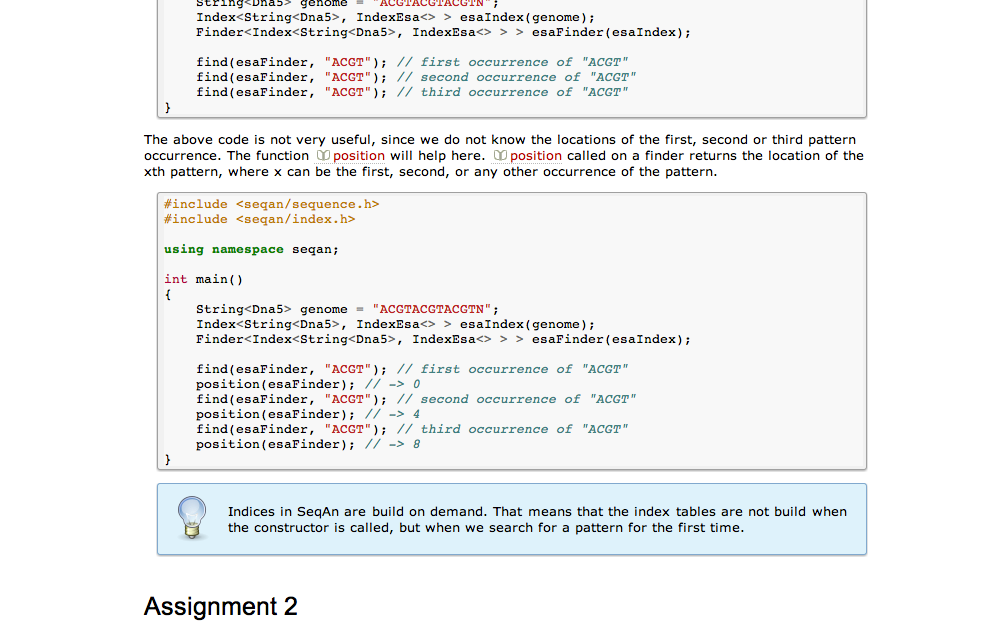 String<Dna5> genome = "ACGTACGTACGTN";
Index<String<Dna5>, IndexEsa<> > esaIndex(genome);
Finder<Index<String<Dna5>, IndexEsa<> > > esaFinder(esaIndex);
find(esaFinder, "ACGT"); // first occurrence of "ACGT"
find(esaFinder, "ACGT"); // second occurrence of "ACGT"
find(esaFinder, "ACGT"); // third occurrence of "ACGT"
}
The above code is not very useful, since we do not know the locations of the first, second or third pattern
occurrence. The function position will help here. position called on a finder returns the location of the
xth pattern, where x can be the first, second, or any other occurrence of the pattern.
#include <seqan/sequence.h>
#include <seqan/index.h>
using namespace seqan;
int main()
{
String<Dna5> genome = "ACGTACGTACGTN";
Index<String<Dna5>, IndexEsa<> > esaIndex(genome);
Finder<Index<String<Dna5>, IndexEsa<> > > esaFinder(esaIndex);
find(esaFinder, "ACGT"); // first occurrence of "ACGT"
position(esaFinder); // -> 0
find(esaFinder, "ACGT"); // second occurrence of "ACGT"
position(esaFinder); // -> 4
find(esaFinder, "ACGT"); // third occurrence of "ACGT"
position(esaFinder); // -> 8
}
Indices in SeqAn are build on demand. That means that the index tables are not build when
the constructor is called, but when we search for a pattern for the first time.
Assignment 2